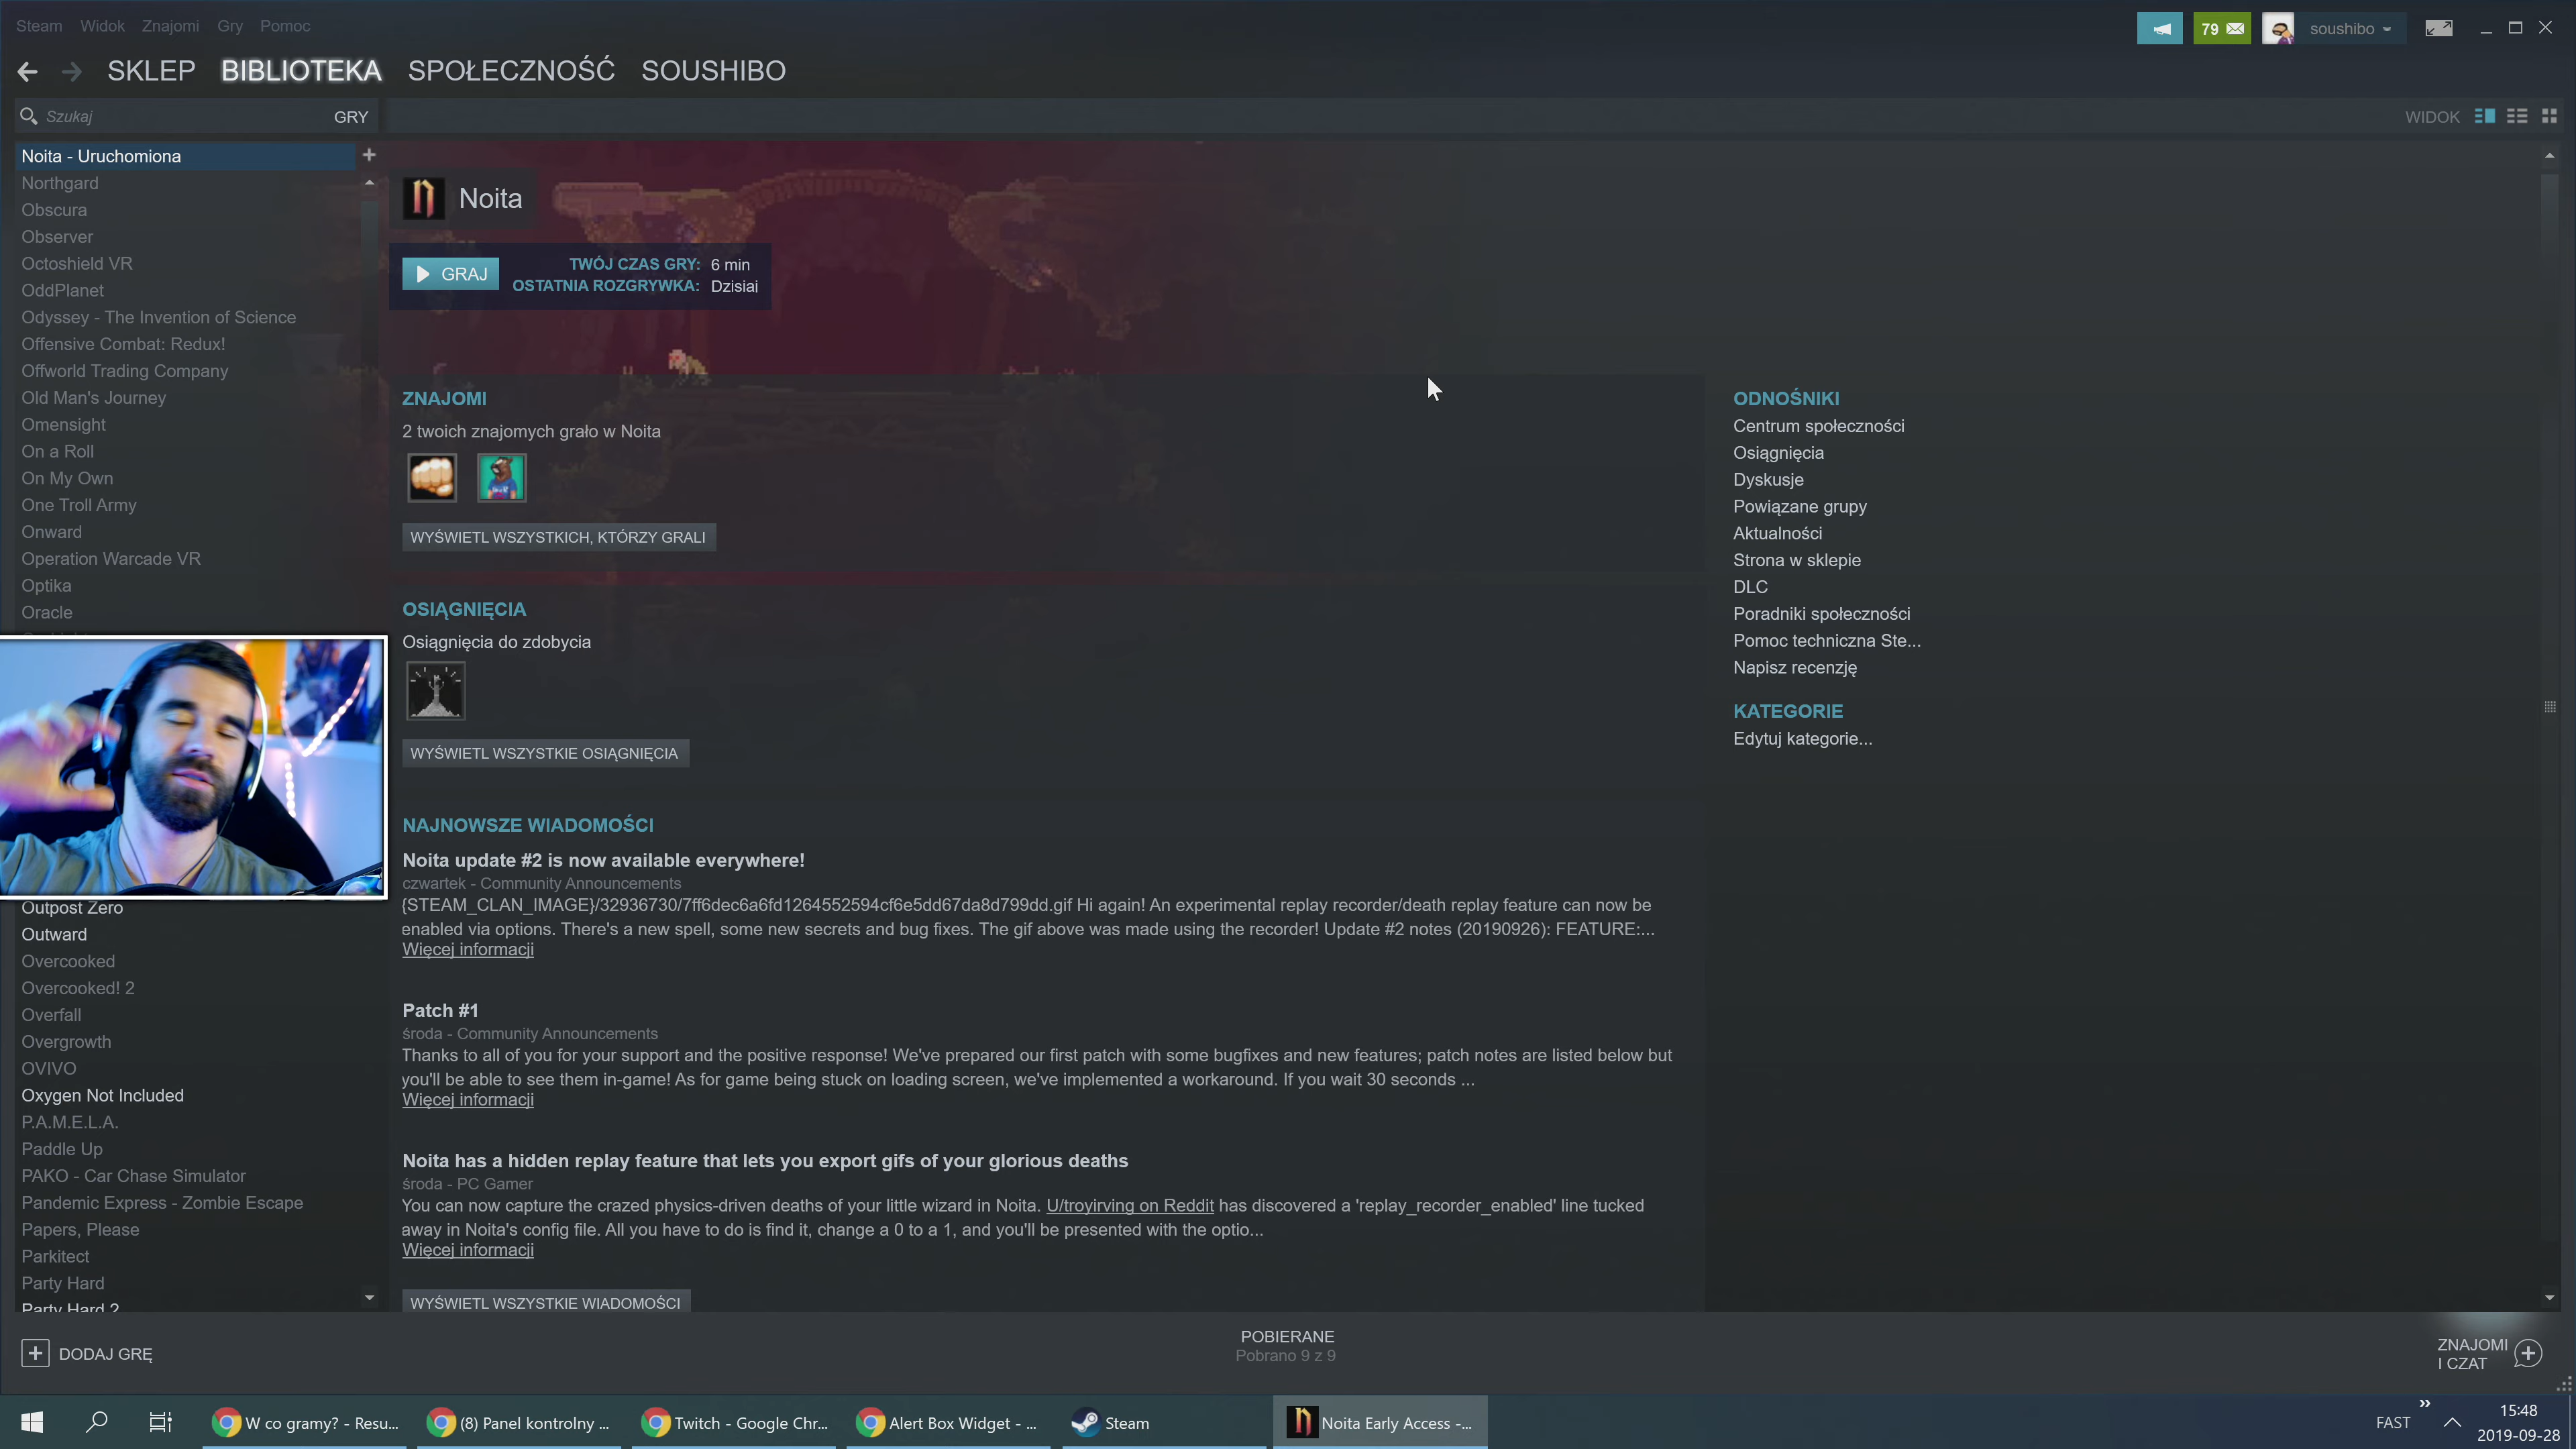 Steam Widok Znajomi Gry Pomoc
79 soushibo
SKLEP BIBLIOTEKA SPOŁECZNOŚĆ SOUSHIBO
Szukaj GRY WIDOK
Noita - Uruchomiona
Northgard
Obscura
Observer
Octoshield VR
OddPlanet
Odyssey - The Invention of Science
Offensive Combat: Redux!
Offworld Trading Company
Old Man's Journey
Omensight
On a Roll
On My Own
One Troll Army
Onward
Operation Warcade VR
Optika
Oracle
Outpost Zero
Outward
Overcooked
Overcooked! 2
Overfall
Overgrowth
OVIVO
Oxygen Not Included
P.A.M.E.L.A.
Paddle Up
PAKO - Car Chase Simulator
Pandemic Express - Zombie Escape
Papers, Please
Parkitect
Party Hard
Party Hard 2
Noita
GRAJ
TWÓJ CZAS GRY: 6 min
OSTATNIA ROZGRYWKA: Dzisiaj
ZNAJOMI
2 twoich znajomych grało w Noita
WYŚWIETL WSZYSTKICH, KTÓRZY GRALI
OSIĄGNIĘCIA
Osiągnięcia do zdobycia
WYŚWIETL WSZYSTKIE OSIĄGNIĘCIA
NAJNOWSZE WIADOMOŚCI
Noita update #2 is now available everywhere!
czwartek - Community Announcements
{STEAM_CLAN_IMAGE}/32936730/7ff6dec6a6fd1264552594cf6e5dd67da8d799dd.gif Hi again! An experimental replay recorder/death replay feature can now be
enabled via options. There's a new spell, some new secrets and bug fixes. The gif above was made using the recorder! Update #2 notes (20190926): FEATURE:...
Więcej informacji
Patch #1
środa - Community Announcements
Thanks to all of you for your support and the positive response! We've prepared our first patch with some bugfixes and new features; patch notes are listed below but
you'll be able to see them in-game! As for game being stuck on loading screen, we've implemented a workaround. If you wait 30 seconds ...
Więcej informacji
Noita has a hidden replay feature that lets you export gifs of your glorious deaths
środa - PC Gamer
You can now capture the crazed physics-driven deaths of your little wizard in Noita. U/troyirving on Reddit has discovered a 'replay_recorder_enabled' line tucked
away in Noita's config file. All you have to do is find it, change a 0 to a 1, and you'll be presented with the optio...
Więcej informacji
WYŚWIETL WSZYSTKIE WIADOMOŚCI
ODNOŚNIKI
Centrum społeczności
Osiągnięcia
Dyskusje
Powiązane grupy
Aktualności
Strona w sklepie
DLC
Poradniki społeczności
Pomoc techniczna Ste...
Napisz recenzję
KATEGORIE
Edytuj kategorie...
DODAJ GRĘ
POBIERANE
Pobrano 9 z 9
ZNAJOMI
I CZAT
W co gramy? - Resu...
(8) Panel kontrolny ...
Twitch - Google Chr...
Alert Box Widget - ...
Steam
Noita Early Access -...
FAST
15:48
2019-09-28